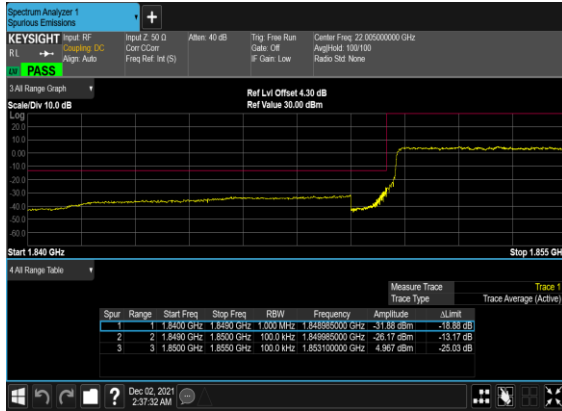 Spectrum Analyzer 1
Spurious Emissions
+
KEYSIGHT Input: RF Input Z: 50 Ω Atten: 40 dB Trig: Free Run Center Freq: 22.005000000 GHz
RL Coupling: DC Corr CCorr Gate: Off Avg|Hold: 100/100
Align: Auto Freq Ref: Int (S) IF Gain: Low Radio Std: None
LNI PASS
3 All Range Graph Ref Lvl Offset 4.30 dB
Scale/Div 10.0 dB Ref Value 30.00 dBm
Log
20.0
10.0
0.00
-10.0
-20.0
-30.0
-40.0
-50.0
-60.0
Start 1.840 GHz Stop 1.855 GH
4 All Range Table
Measure Trace Trace 1
Trace Type Trace Average (Active)
Spur Range Start Freq Stop Freq RBW Frequency Amplitude ΔLimit
1 1 1.8400 GHz 1.8490 GHz 1.000 MHz 1.848985000 GHz -31.88 dBm -18.88 dB
2 2 1.8490 GHz 1.8500 GHz 100.0 kHz 1.849985000 GHz -26.17 dBm -13.17 dB
3 3 1.8500 GHz 1.8550 GHz 100.0 kHz 1.853100000 GHz 4.967 dBm -25.03 dB
? Dec 02, 2021
2:37:32 AM